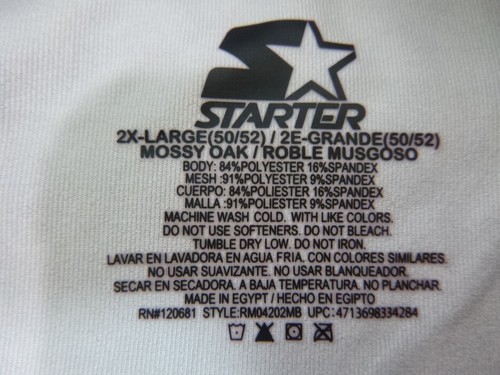 STARTER
2X-LARGE(50/52) / 2E-GRANDE(50/52)
MOSSY OAK / ROBLE MUSGOSO
BODY: 84%POLYESTER 16%SPANDEX
MESH :91%POLYESTER 9%SPANDEX
CUERPO: 84%POLIESTER 16%SPANDEX
MALLA :91%POLIESTER 9%SPANDEX
MACHINE WASH COLD. WITH LIKE COLORS.
DO NOT USE SOFTENERS. DO NOT BLEACH.
TUMBLE DRY LOW. DO NOT IRON.
LAVAR EN LAVADORA EN AGUA FRIA. CON COLORES SIMILARES
NO USAR SUAVIZANTE. NO USAR BLANQUEADOR.
SECAR EN SECADORA. A BAJA TEMPERATURA. NO PLANCHAR.
MADE IN EGYPT / HECHO EN EGIPTO
RN#120681 STYLE:RM04202MB UPC:4713698334284